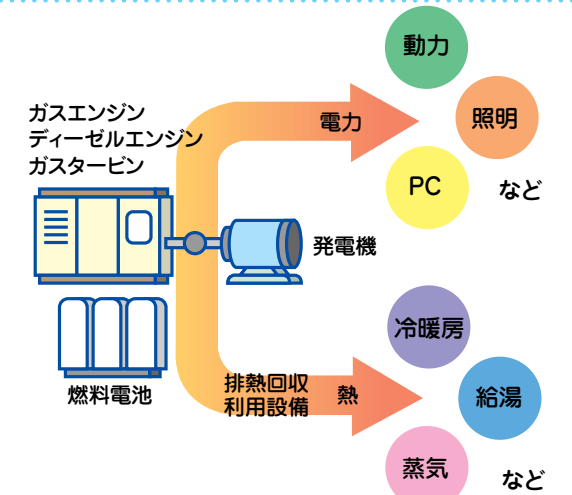 動力
ガスエンジン
ディーゼルエンジン
ガスタービン
電力
照明
PC
など
発電機
冷暖房
燃料電池
排熱回収
利用設備
熱
給湯
蒸気
など